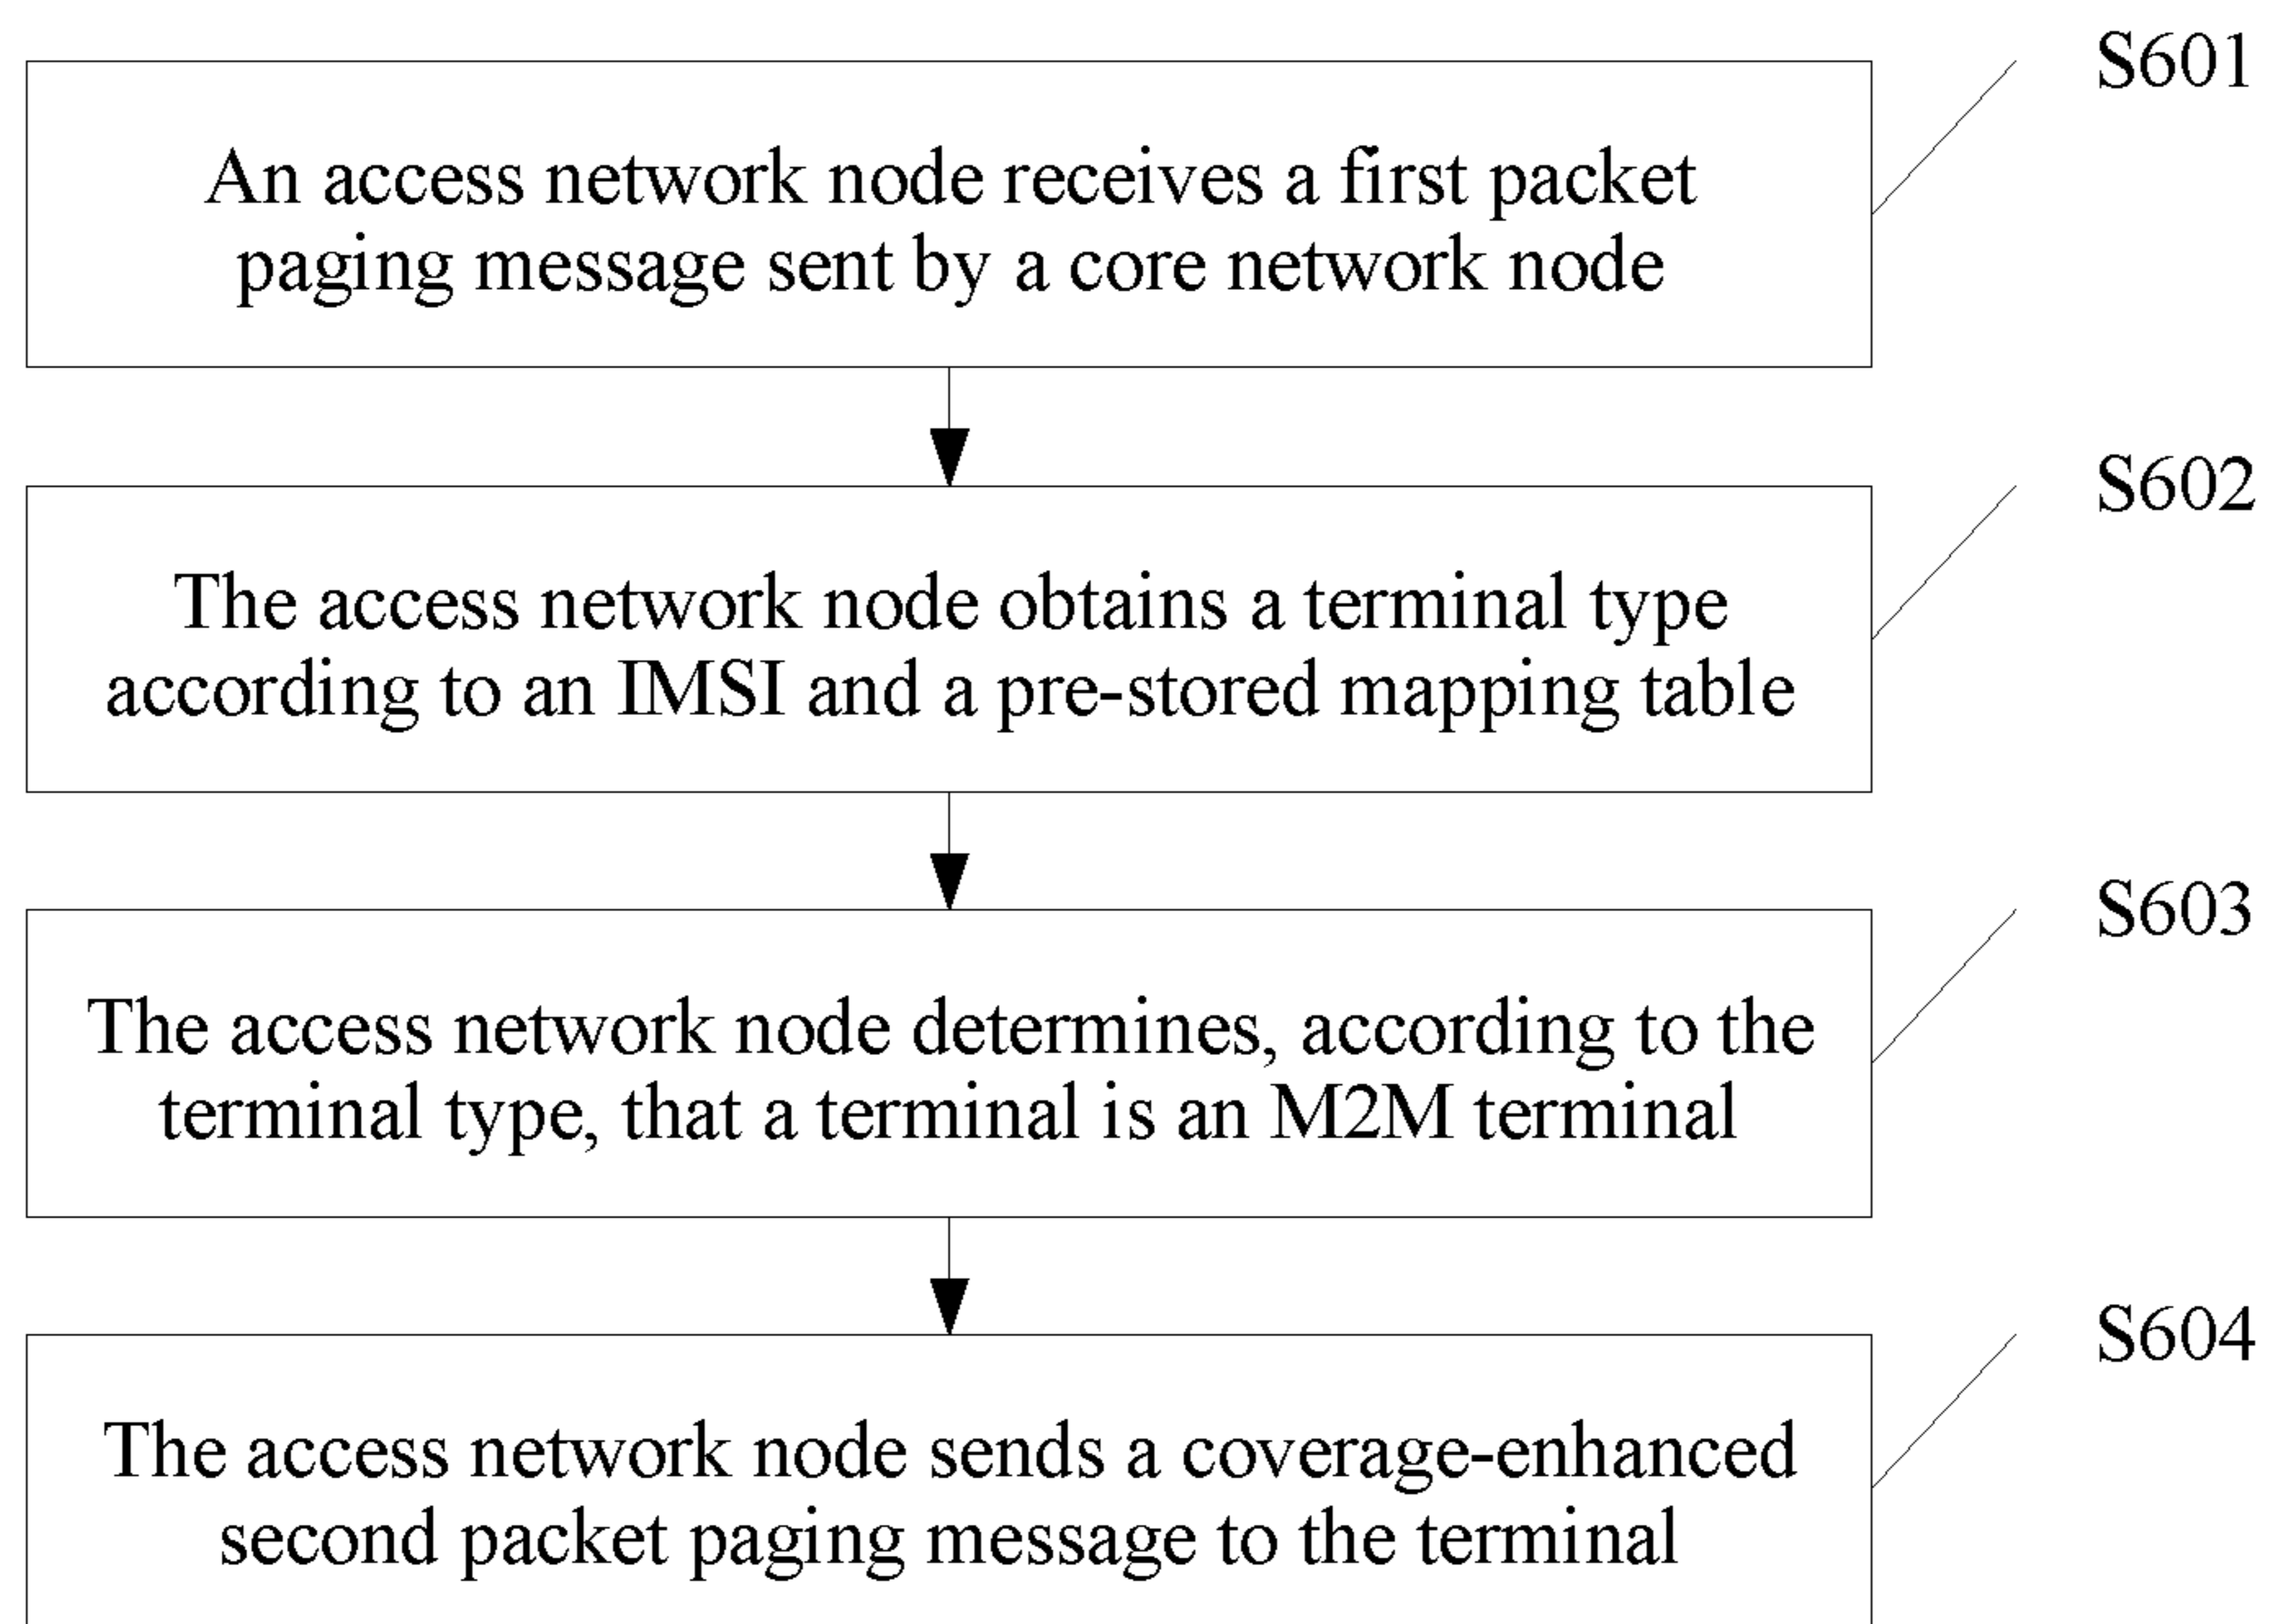 S601
An access network node receives a first packet
paging message sent by a core network node
S602
The access network node obtains a terminal type
according to an IMSI and a pre-stored mapping table
S603
The access network node determines, according to the
terminal type, that a terminal is an M2M terminal
S604
The access network node sends a coverage-enhanced
second packet paging message to the terminal